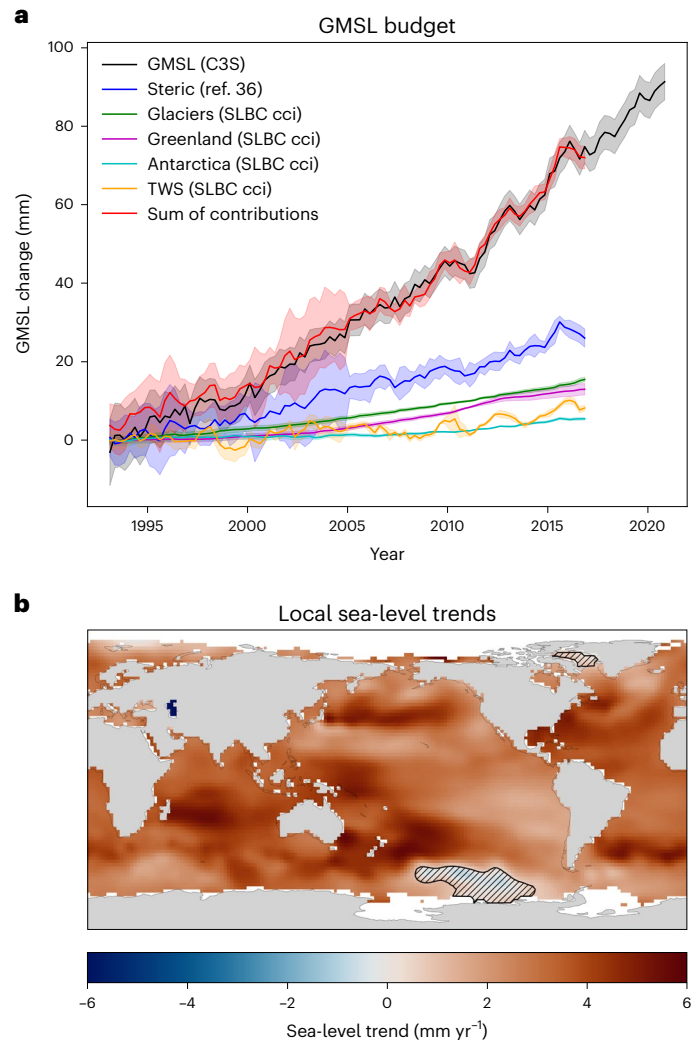 a
GMSL budget
100
80
60
40
20
0
GMSL change (mm)
GMSL (C3S)
Steric (ref. 36)
Glaciers (SLBC cci)
Greenland (SLBC cci)
Antarctica (SLBC cci)
TWS (SLBC cci)
Sum of contributions
1995 2000 2005 2010 2015 2020
Year
b
Local sea-level trends
−6 −4 −2 0 2 4 6
Sea-level trend (mm yr⁻¹)